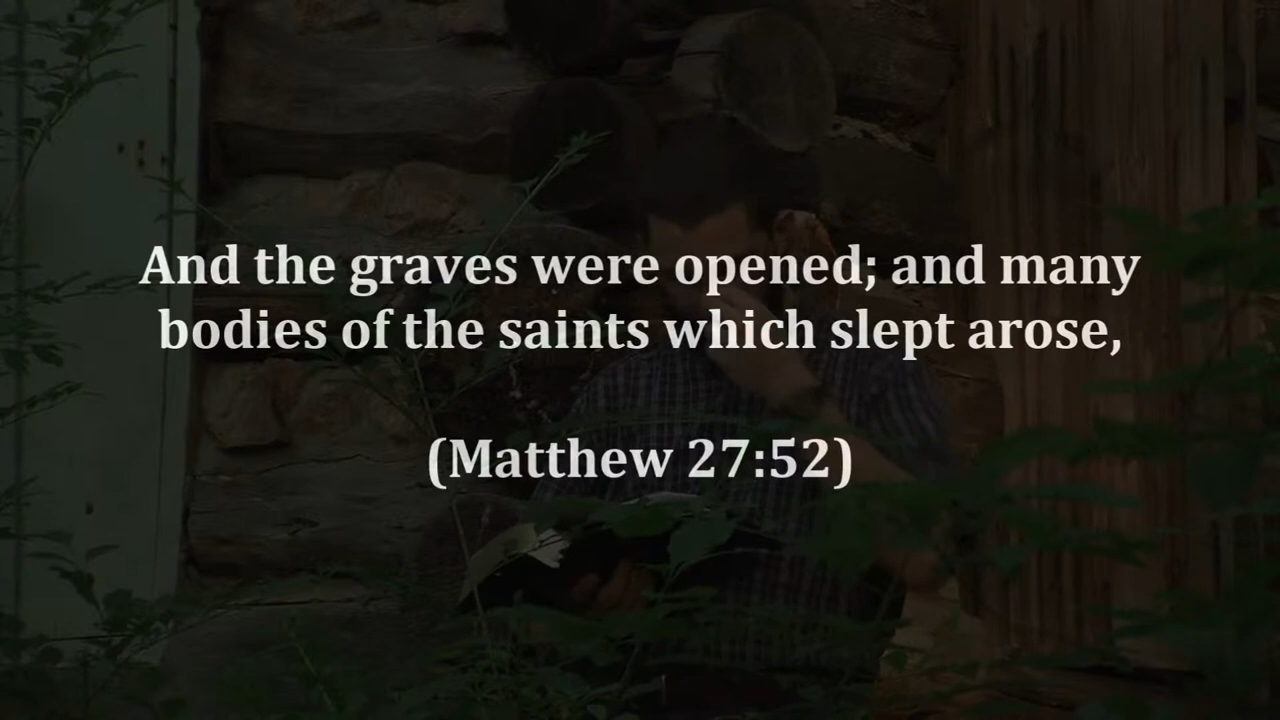 And the graves were opened; and many
bodies of the saints which slept arose,
(Matthew 27:52)